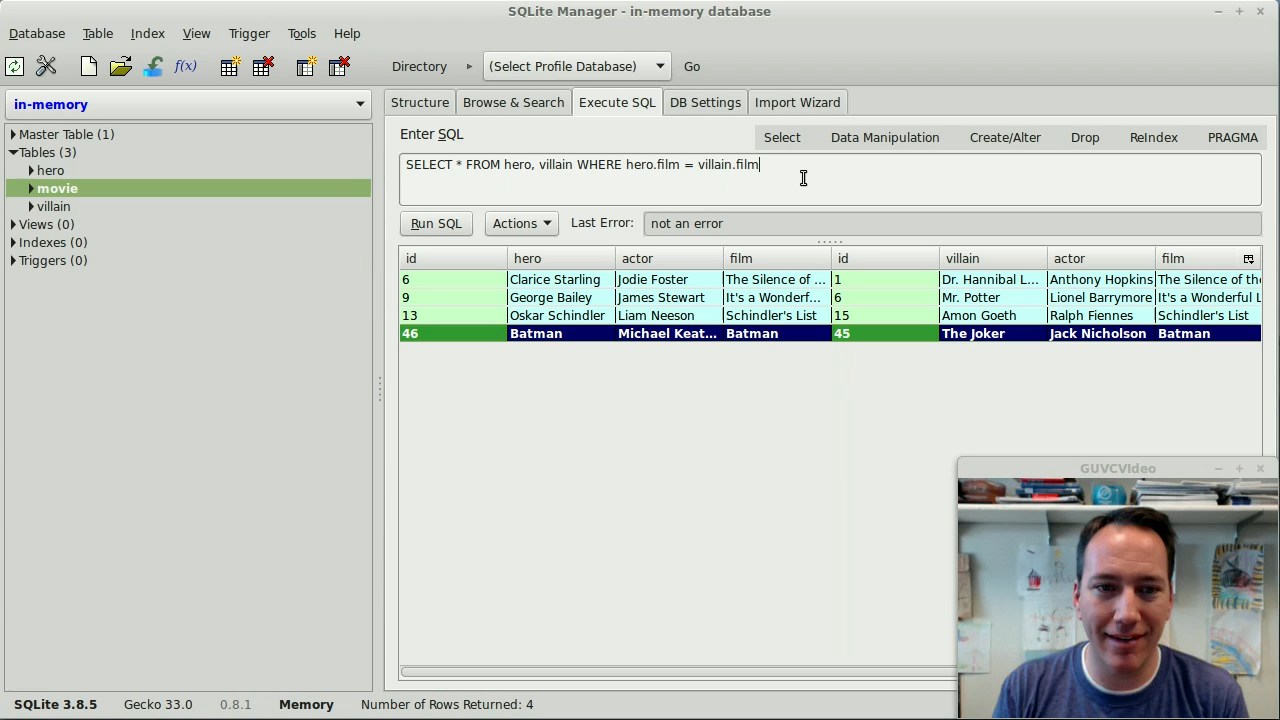 SQLite Manager - in-memory database
Database Table Index View Trigger Tools Help
f(x) Directory (Select Profile Database) Go
in-memory
Master Table (1)
Tables (3)
hero
movie
villain
Views (0)
Indexes (0)
Triggers (0)
Structure Browse & Search Execute SQL DB Settings Import Wizard
Enter SQL Select Data Manipulation Create/Alter Drop ReIndex PRAGMA
SELECT * FROM hero, villain WHERE hero.film = villain.film
Run SQL Actions Last Error: not an error
id hero actor film id villain actor film
6 Clarice Starling Jodie Foster The Silence of ... 1 Dr. Hannibal L... Anthony Hopkins The Silence of the
9 George Bailey James Stewart It's a Wonderf... 6 Mr. Potter Lionel Barrymore It's a Wonderful L
13 Oskar Schindler Liam Neeson Schindler's List 15 Amon Goeth Ralph Fiennes Schindler's List
46 Batman Michael Keat... Batman 45 The Joker Jack Nicholson Batman
GUVCVideo
SQLite 3.8.5 Gecko 33.0 0.8.1 Memory Number of Rows Returned: 4